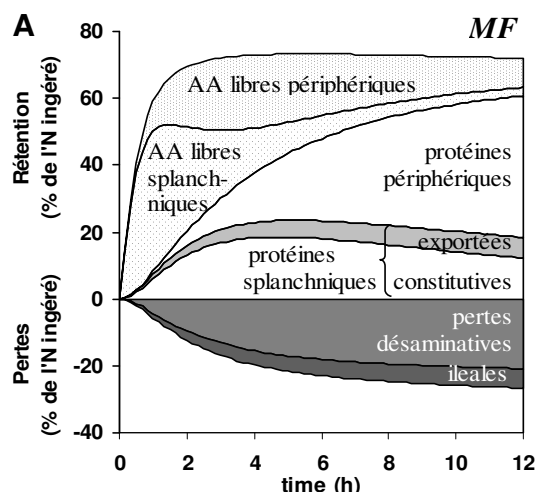 A
MF
80
60
40
20
0
-20
-40
Rétention
(% de l'N ingéré)
Pertes
(% de l'N ingéré)
AA libres périphériques
AA libres
splanch-
niques
protéines
périphériques
exportées
protéines
splanchniques
constitutives
pertes
désaminatives
ileales
0 2 4 6 8 10 12
time (h)